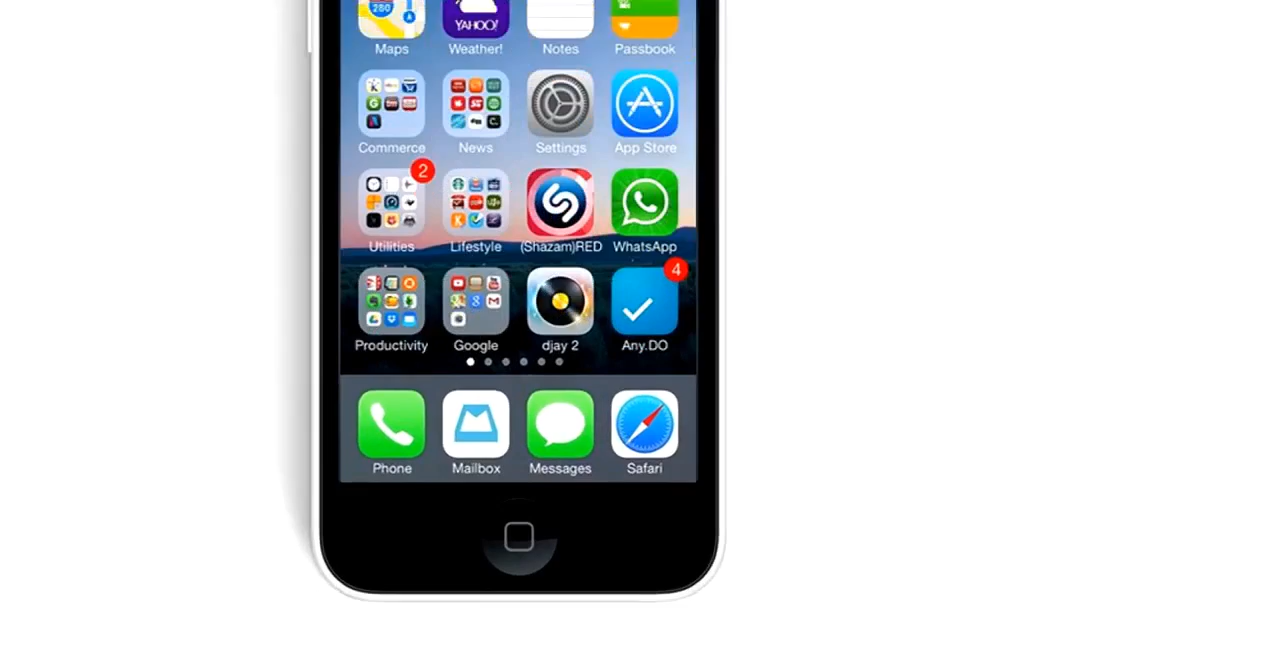 280
YAHOO!
Maps
Weather!
Notes
Passbook
Commerce
News
Settings
App Store
2
Utilities
Lifestyle
(Shazam)RED
WhatsApp
4
Productivity
Google
djay 2
Any.DO
Phone
Mailbox
Messages
Safari